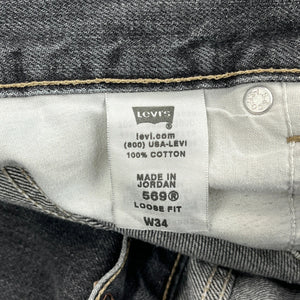 Levi's®
levi.com
(800) USA-LEVI
100% COTTON
MADE IN
JORDAN
569®
LOOSE FIT
W34